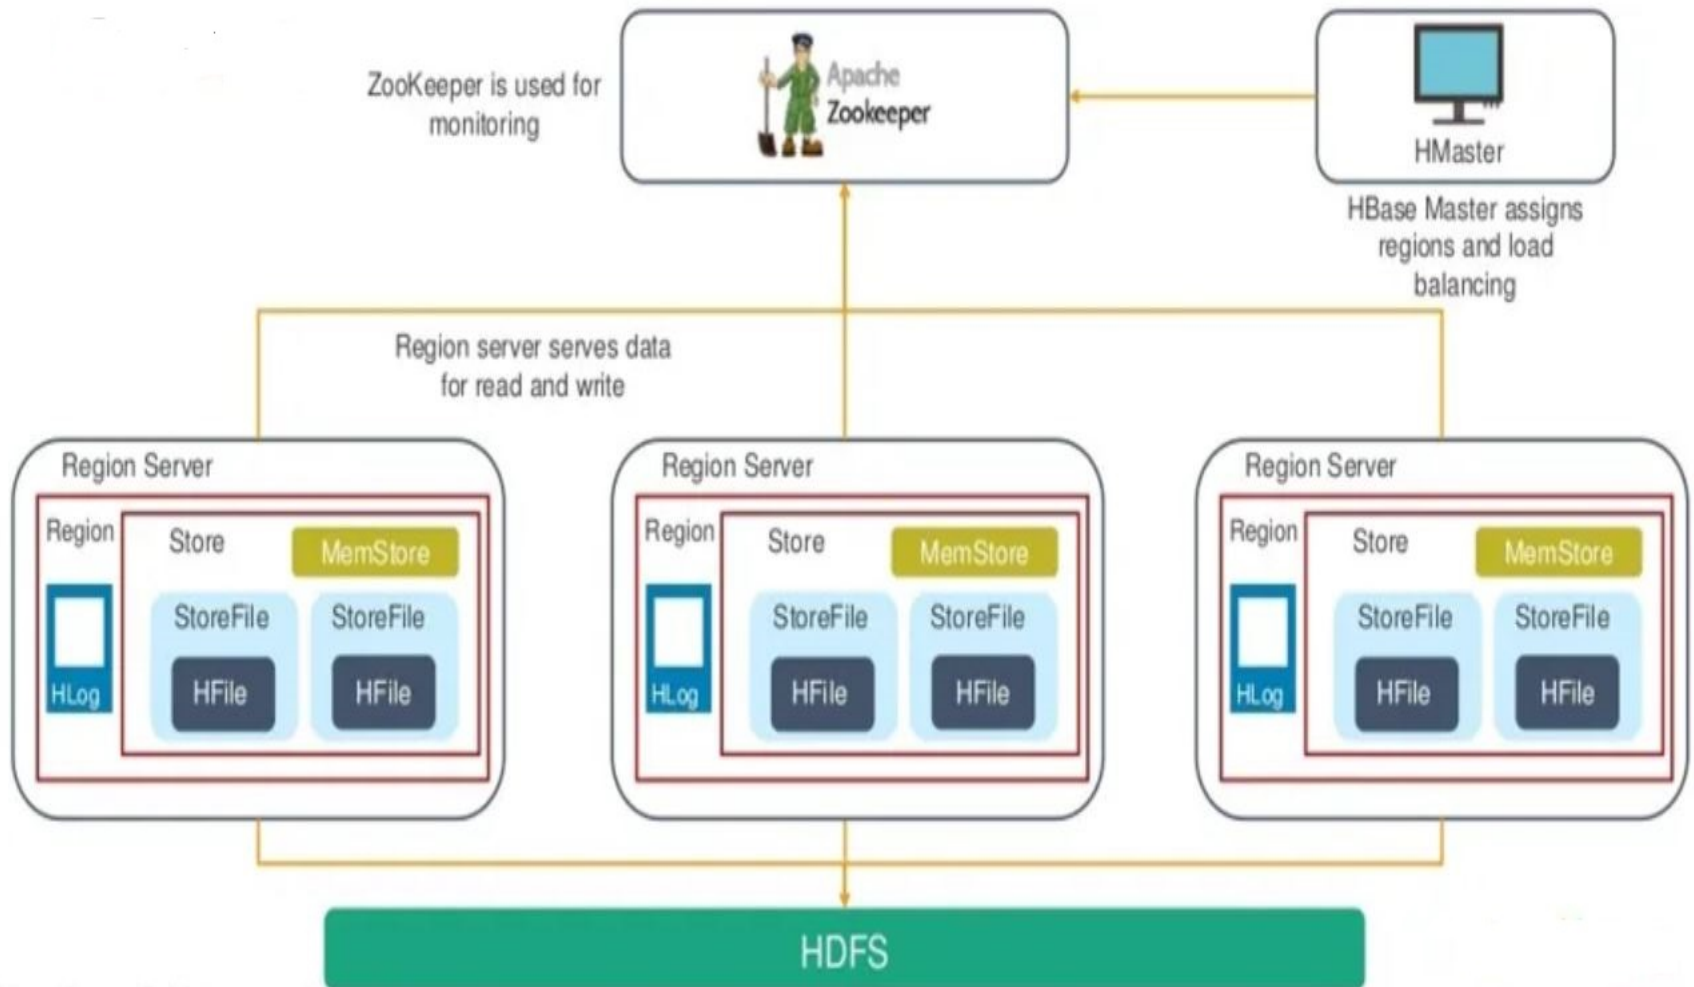 ZooKeeper is used for
monitoring
Apache
Zookeeper
HMaster
HBase Master assigns
regions and load
balancing
Region server serves data
for read and write
Region Server
Region
Store
MemStore
StoreFile
StoreFile
HLog
HFile
HFile
Region Server
Region
Store
MemStore
StoreFile
StoreFile
HLog
HFile
HFile
Region Server
Region
Store
MemStore
StoreFile
StoreFile
HLog
HFile
HFile
HDFS